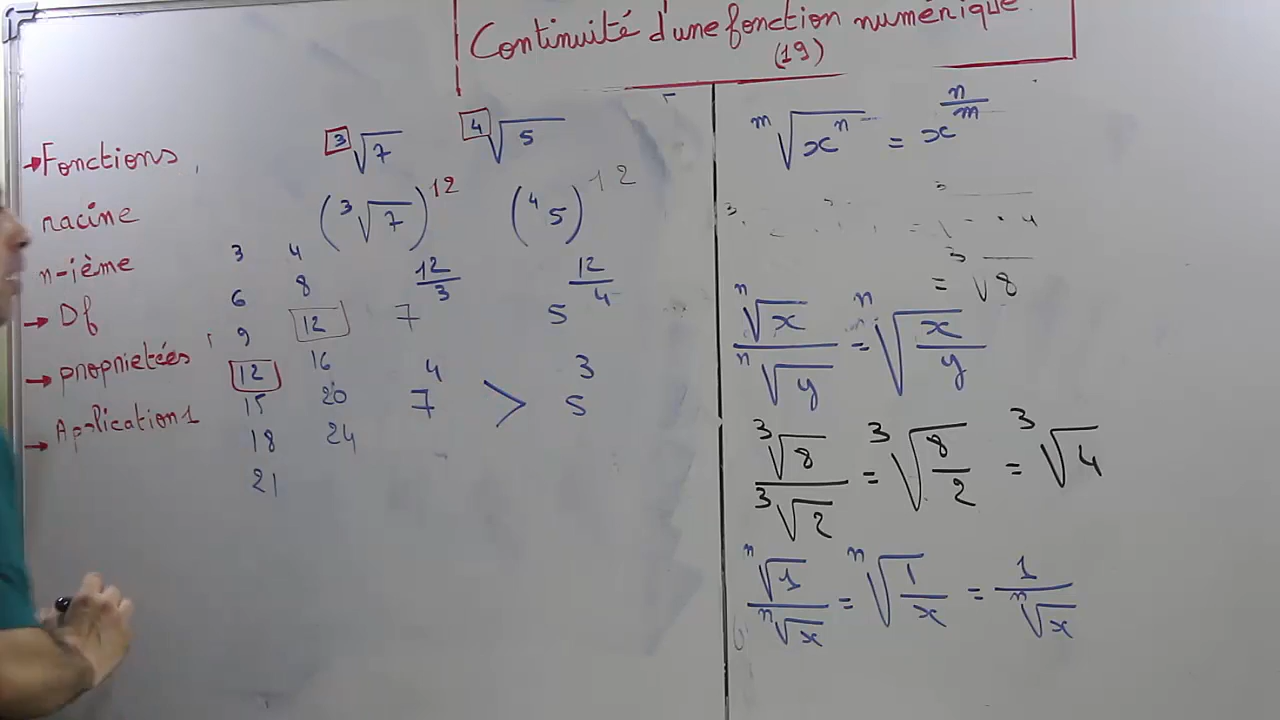 Continuité d'une fonction numérique
(19)
→ Fonctions
racine
n-ième
→ Df
→ proprietées
→ Application 1
3 6 9 12 15 18 21
4 8 12 16 20 24
³√7 ⁴√5
(³√7)¹² (⁴5)¹²
7^(12/3) 5^(12/4)
7⁴ > 5³
ᵐ√xⁿ = x^(n/m)
= ³√8
ⁿ√x / ⁿ√y = ⁿ√(x/y)
³√8 / ³√2 = ³√(8/2) = ³√4
ⁿ√1 / ⁿ√x = ⁿ√(1/x) = 1 / ⁿ√x